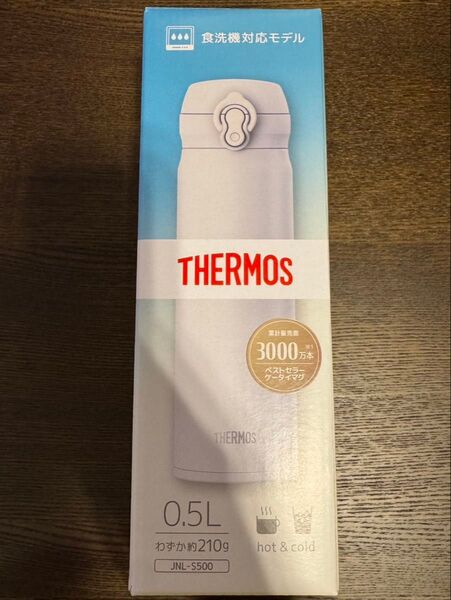 食洗機対応モデル
THERMOS
累計販売数
3000万本
ベストセラー
ケータイマグ
THERMOS
0.5L
わずか約210g
hot & cold
JNL-S500